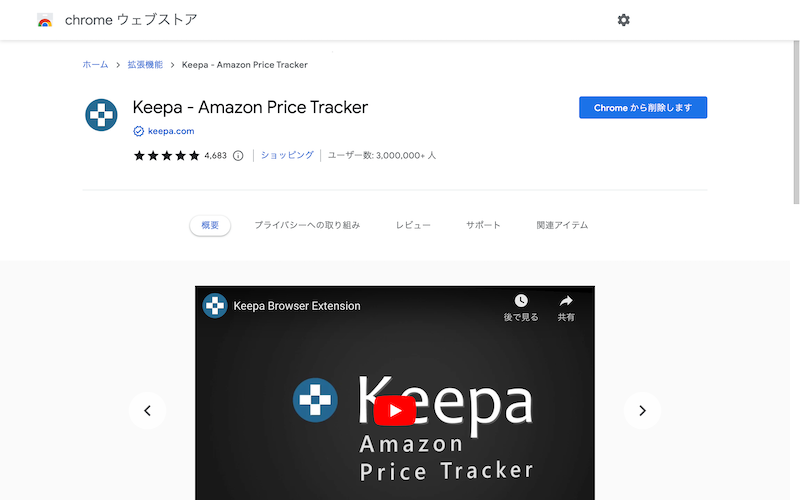 chrome ウェブストア
ホーム > 拡張機能 > Keepa - Amazon Price Tracker
Keepa - Amazon Price Tracker
Chrome から削除します
keepa.com
4,683 ショッピング ユーザー数: 3,000,000+ 人
概要 プライバシーへの取り組み レビュー サポート 関連アイテム
Keepa Browser Extension
後で見る 共有
Keepa
Amazon
Price Tracker